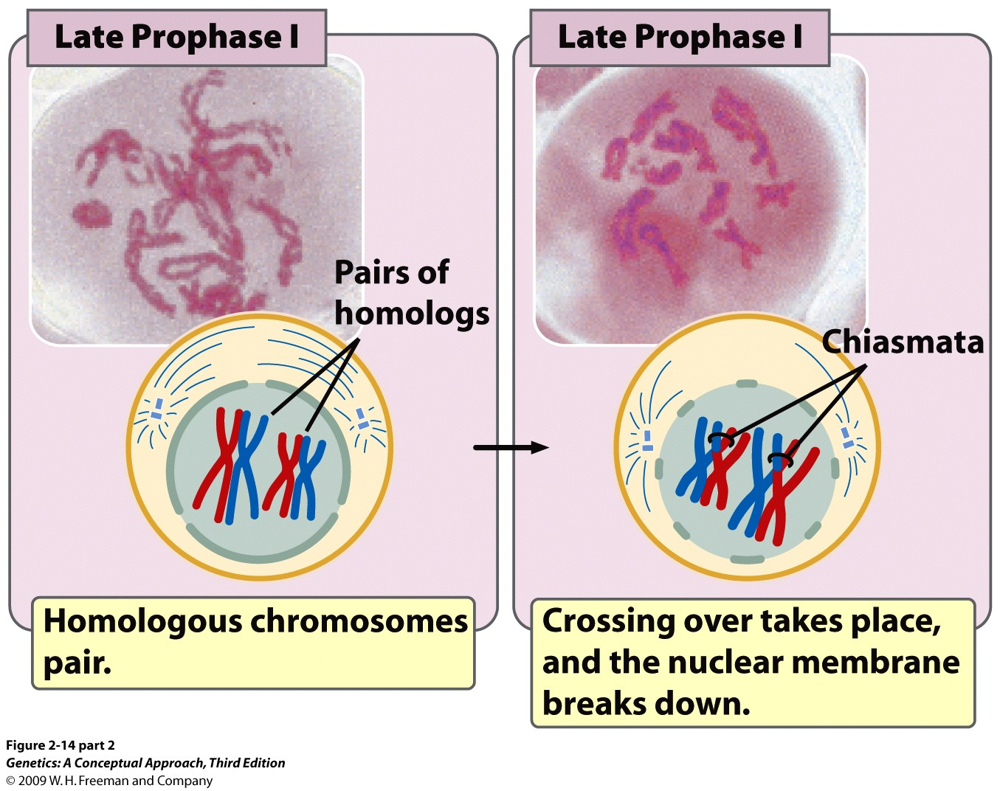 Late Prophase I
Pairs of
homologs
Homologous chromosomes
pair.
Late Prophase I
Chiasmata
Crossing over takes place,
and the nuclear membrane
breaks down.
Figure 2-14 part 2
Genetics: A Conceptual Approach, Third Edition
© 2009 W. H. Freeman and Company